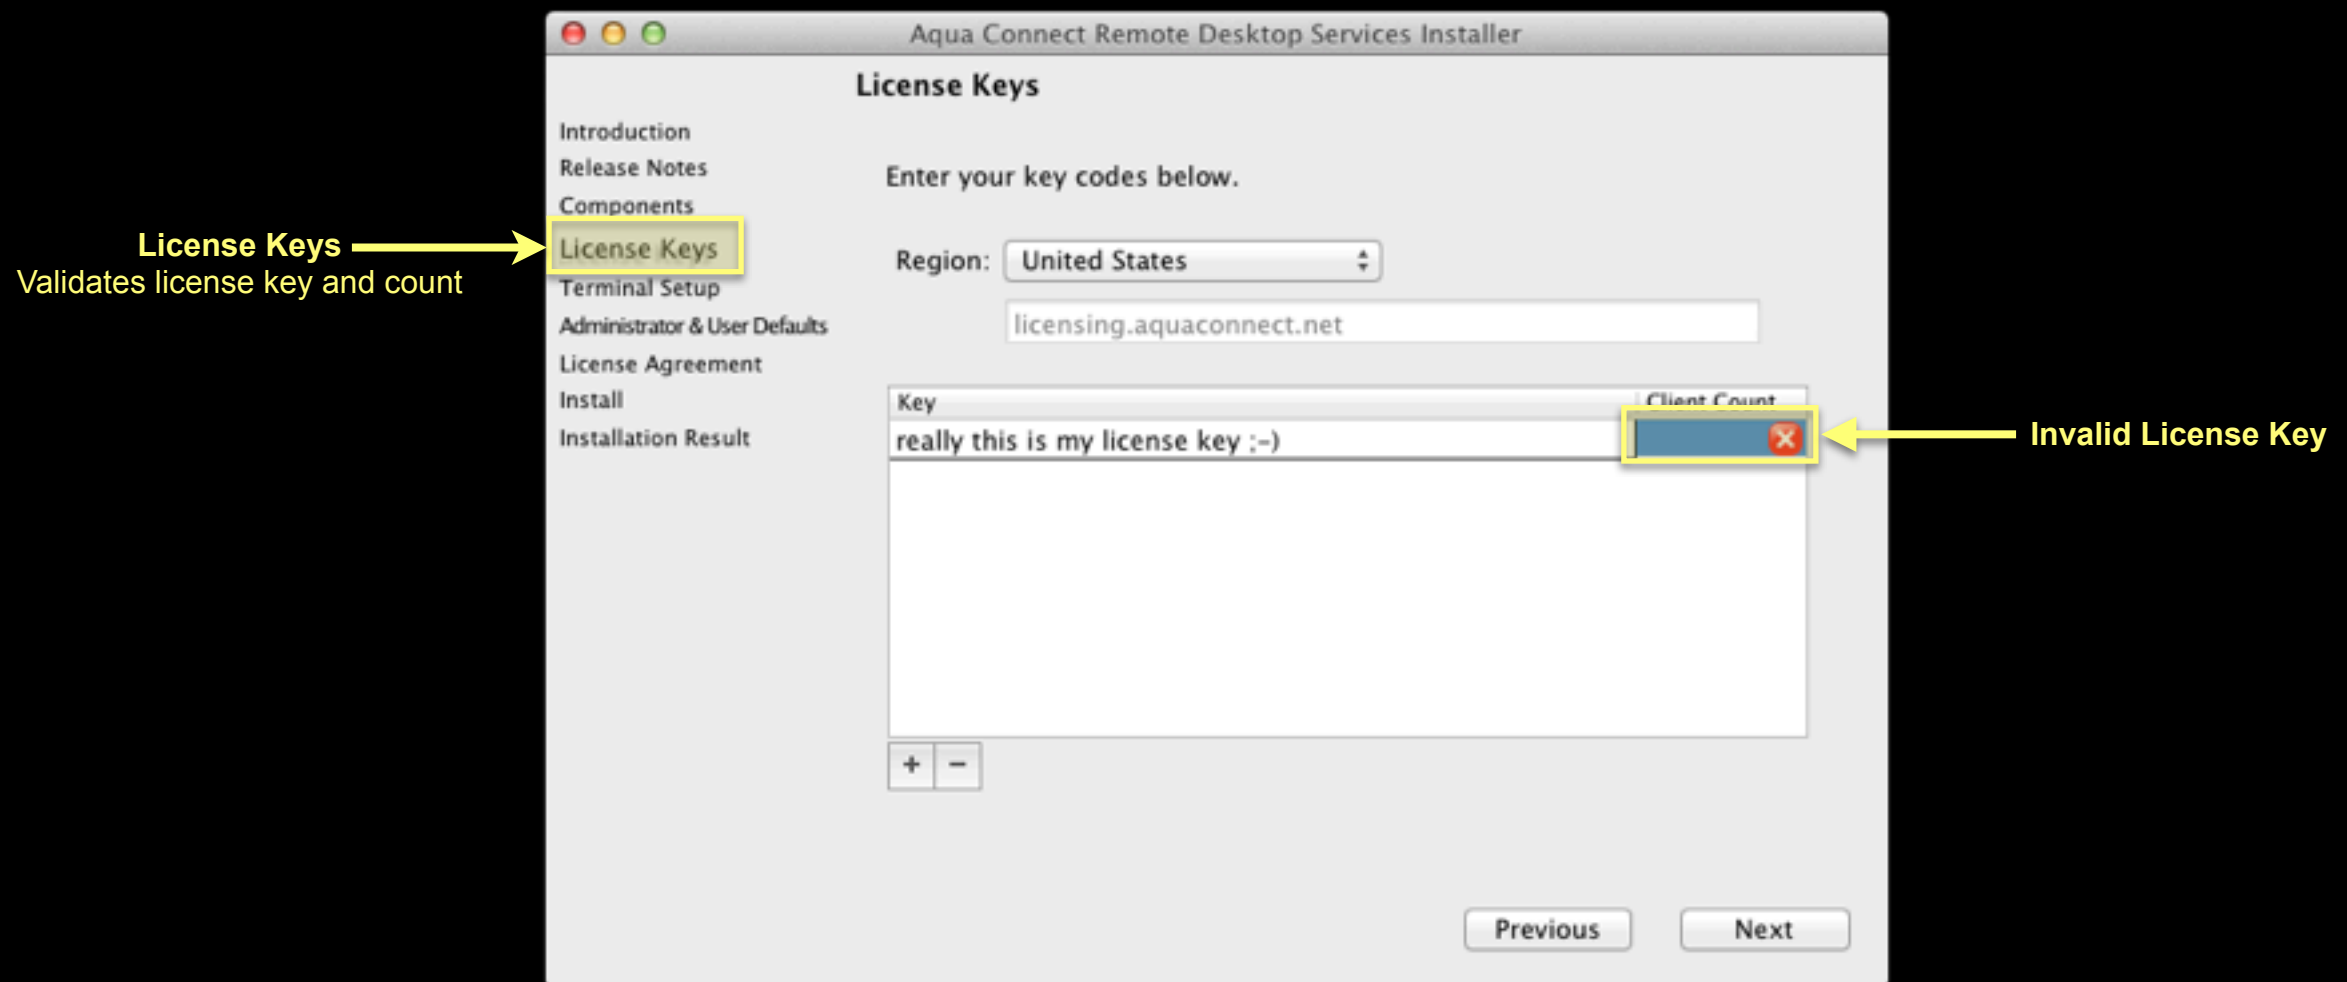 Aqua Connect Remote Desktop Services Installer
License Keys
Introduction
Release Notes
Components
License Keys
Terminal Setup
Administrator & User Defaults
License Agreement
Install
Installation Result
License Keys
Validates license key and count
Enter your key codes below.
Region: United States
licensing.aquaconnect.net
Key Client Count
really this is my license key ;-)
Invalid License Key
+ −
Previous Next